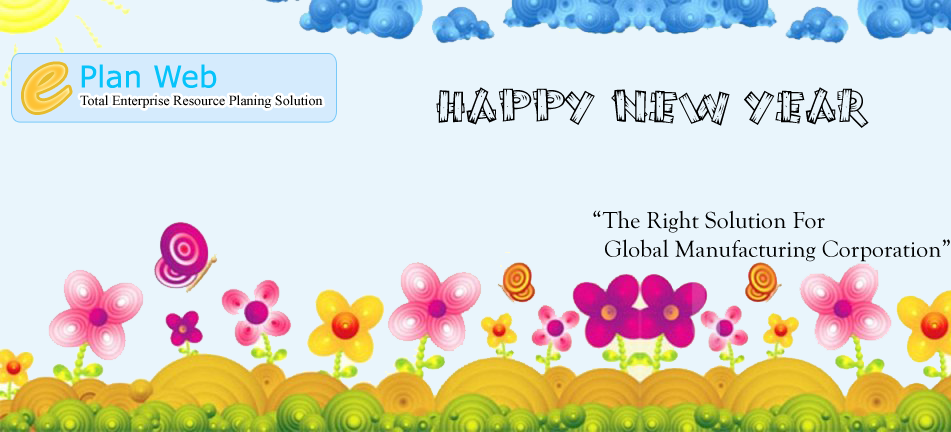 e Plan Web
Total Enterprise Resource Planing Solution
HAPPY NEW YEAR
“The Right Solution For
Global Manufacturing Corporation”